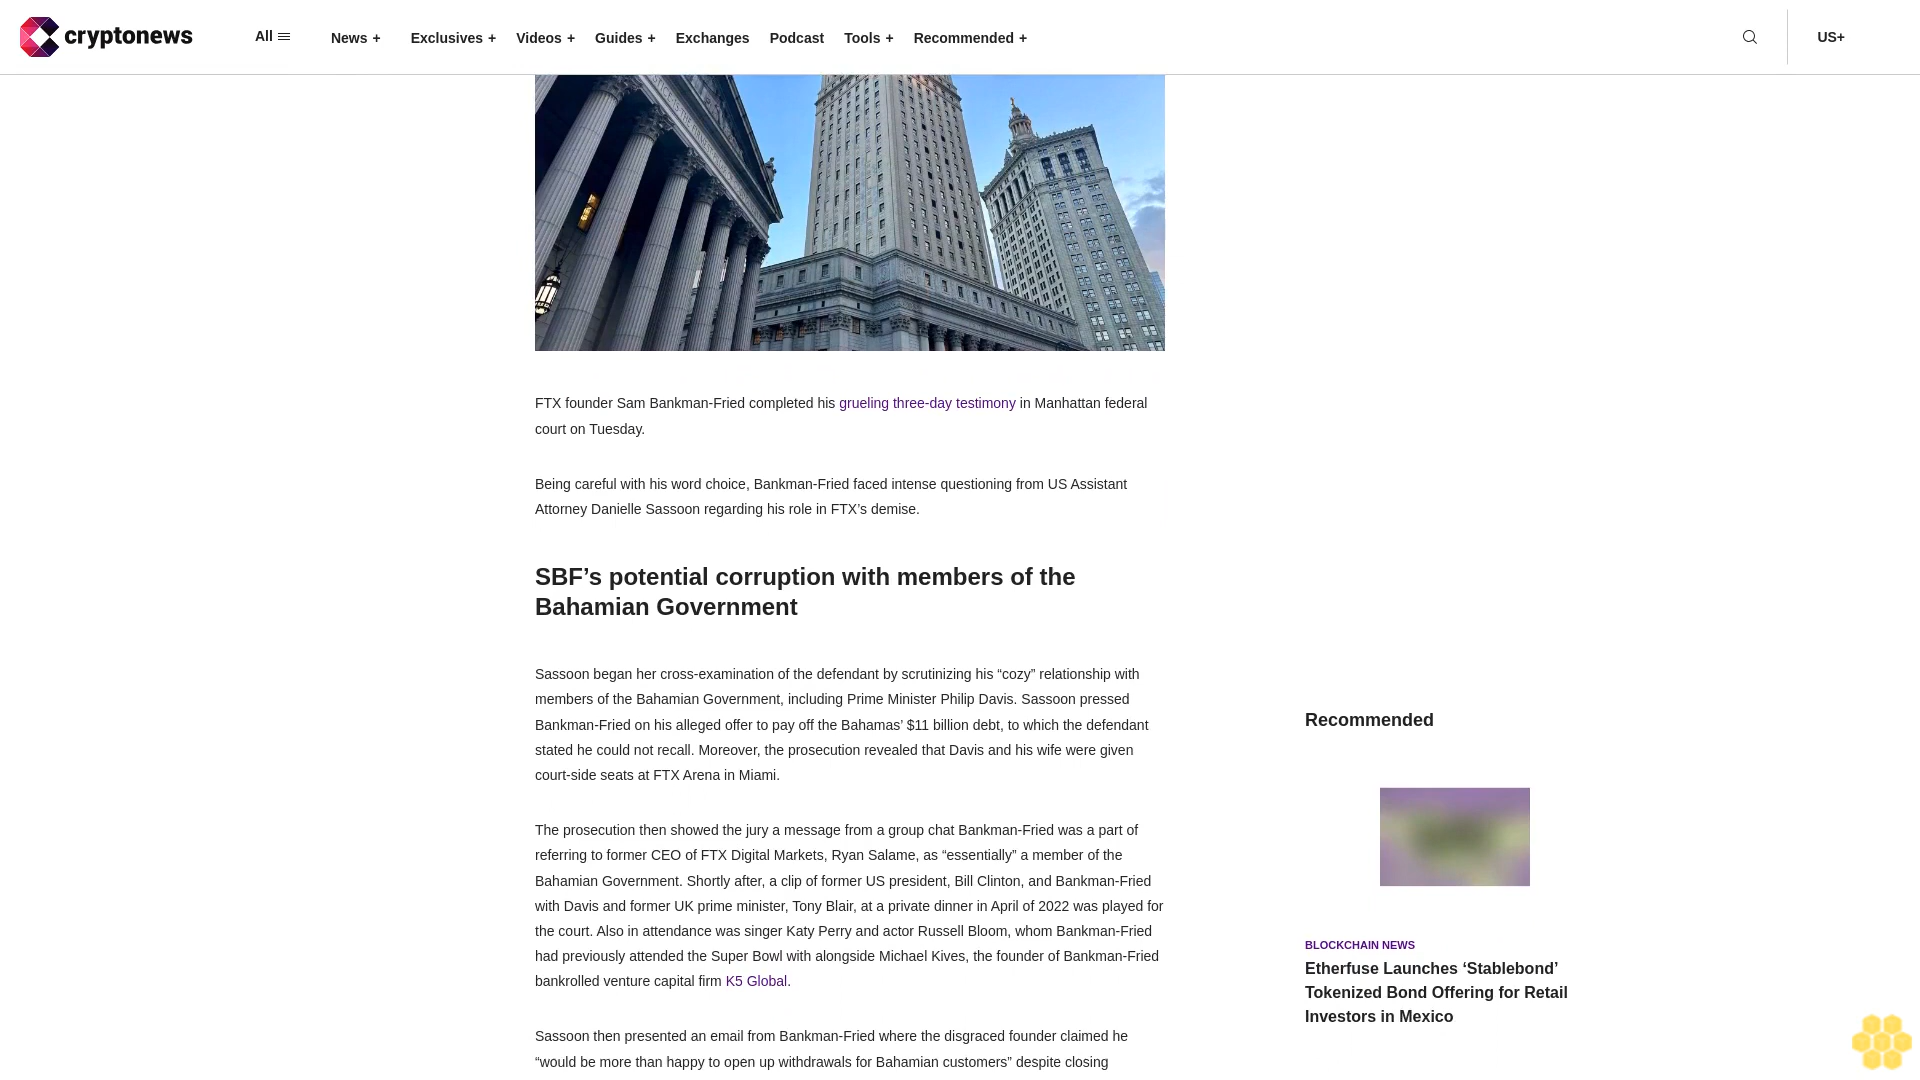 cryptonews
All
News +
Exclusives +
Videos +
Guides +
Exchanges
Podcast
Tools +
Recommended +
US+
FTX founder Sam Bankman-Fried completed his grueling three-day testimony in Manhattan federal
court on Tuesday.
Being careful with his word choice, Bankman-Fried faced intense questioning from US Assistant
Attorney Danielle Sassoon regarding his role in FTX’s demise.
SBF’s potential corruption with members of the
Bahamian Government
Sassoon began her cross-examination of the defendant by scrutinizing his “cozy” relationship with
members of the Bahamian Government, including Prime Minister Philip Davis. Sassoon pressed
Bankman-Fried on his alleged offer to pay off the Bahamas’ $11 billion debt, to which the defendant
stated he could not recall. Moreover, the prosecution revealed that Davis and his wife were given
court-side seats at FTX Arena in Miami.
The prosecution then showed the jury a message from a group chat Bankman-Fried was a part of
referring to former CEO of FTX Digital Markets, Ryan Salame, as “essentially” a member of the
Bahamian Government. Shortly after, a clip of former US president, Bill Clinton, and Bankman-Fried
with Davis and former UK prime minister, Tony Blair, at a private dinner in April of 2022 was played for
the court. Also in attendance was singer Katy Perry and actor Russell Bloom, whom Bankman-Fried
had previously attended the Super Bowl with alongside Michael Kives, the founder of Bankman-Fried
bankrolled venture capital firm K5 Global.
Sassoon then presented an email from Bankman-Fried where the disgraced founder claimed he
“would be more than happy to open up withdrawals for Bahamian customers” despite closing
Recommended
BLOCKCHAIN NEWS
Etherfuse Launches ‘Stablebond’
Tokenized Bond Offering for Retail
Investors in Mexico